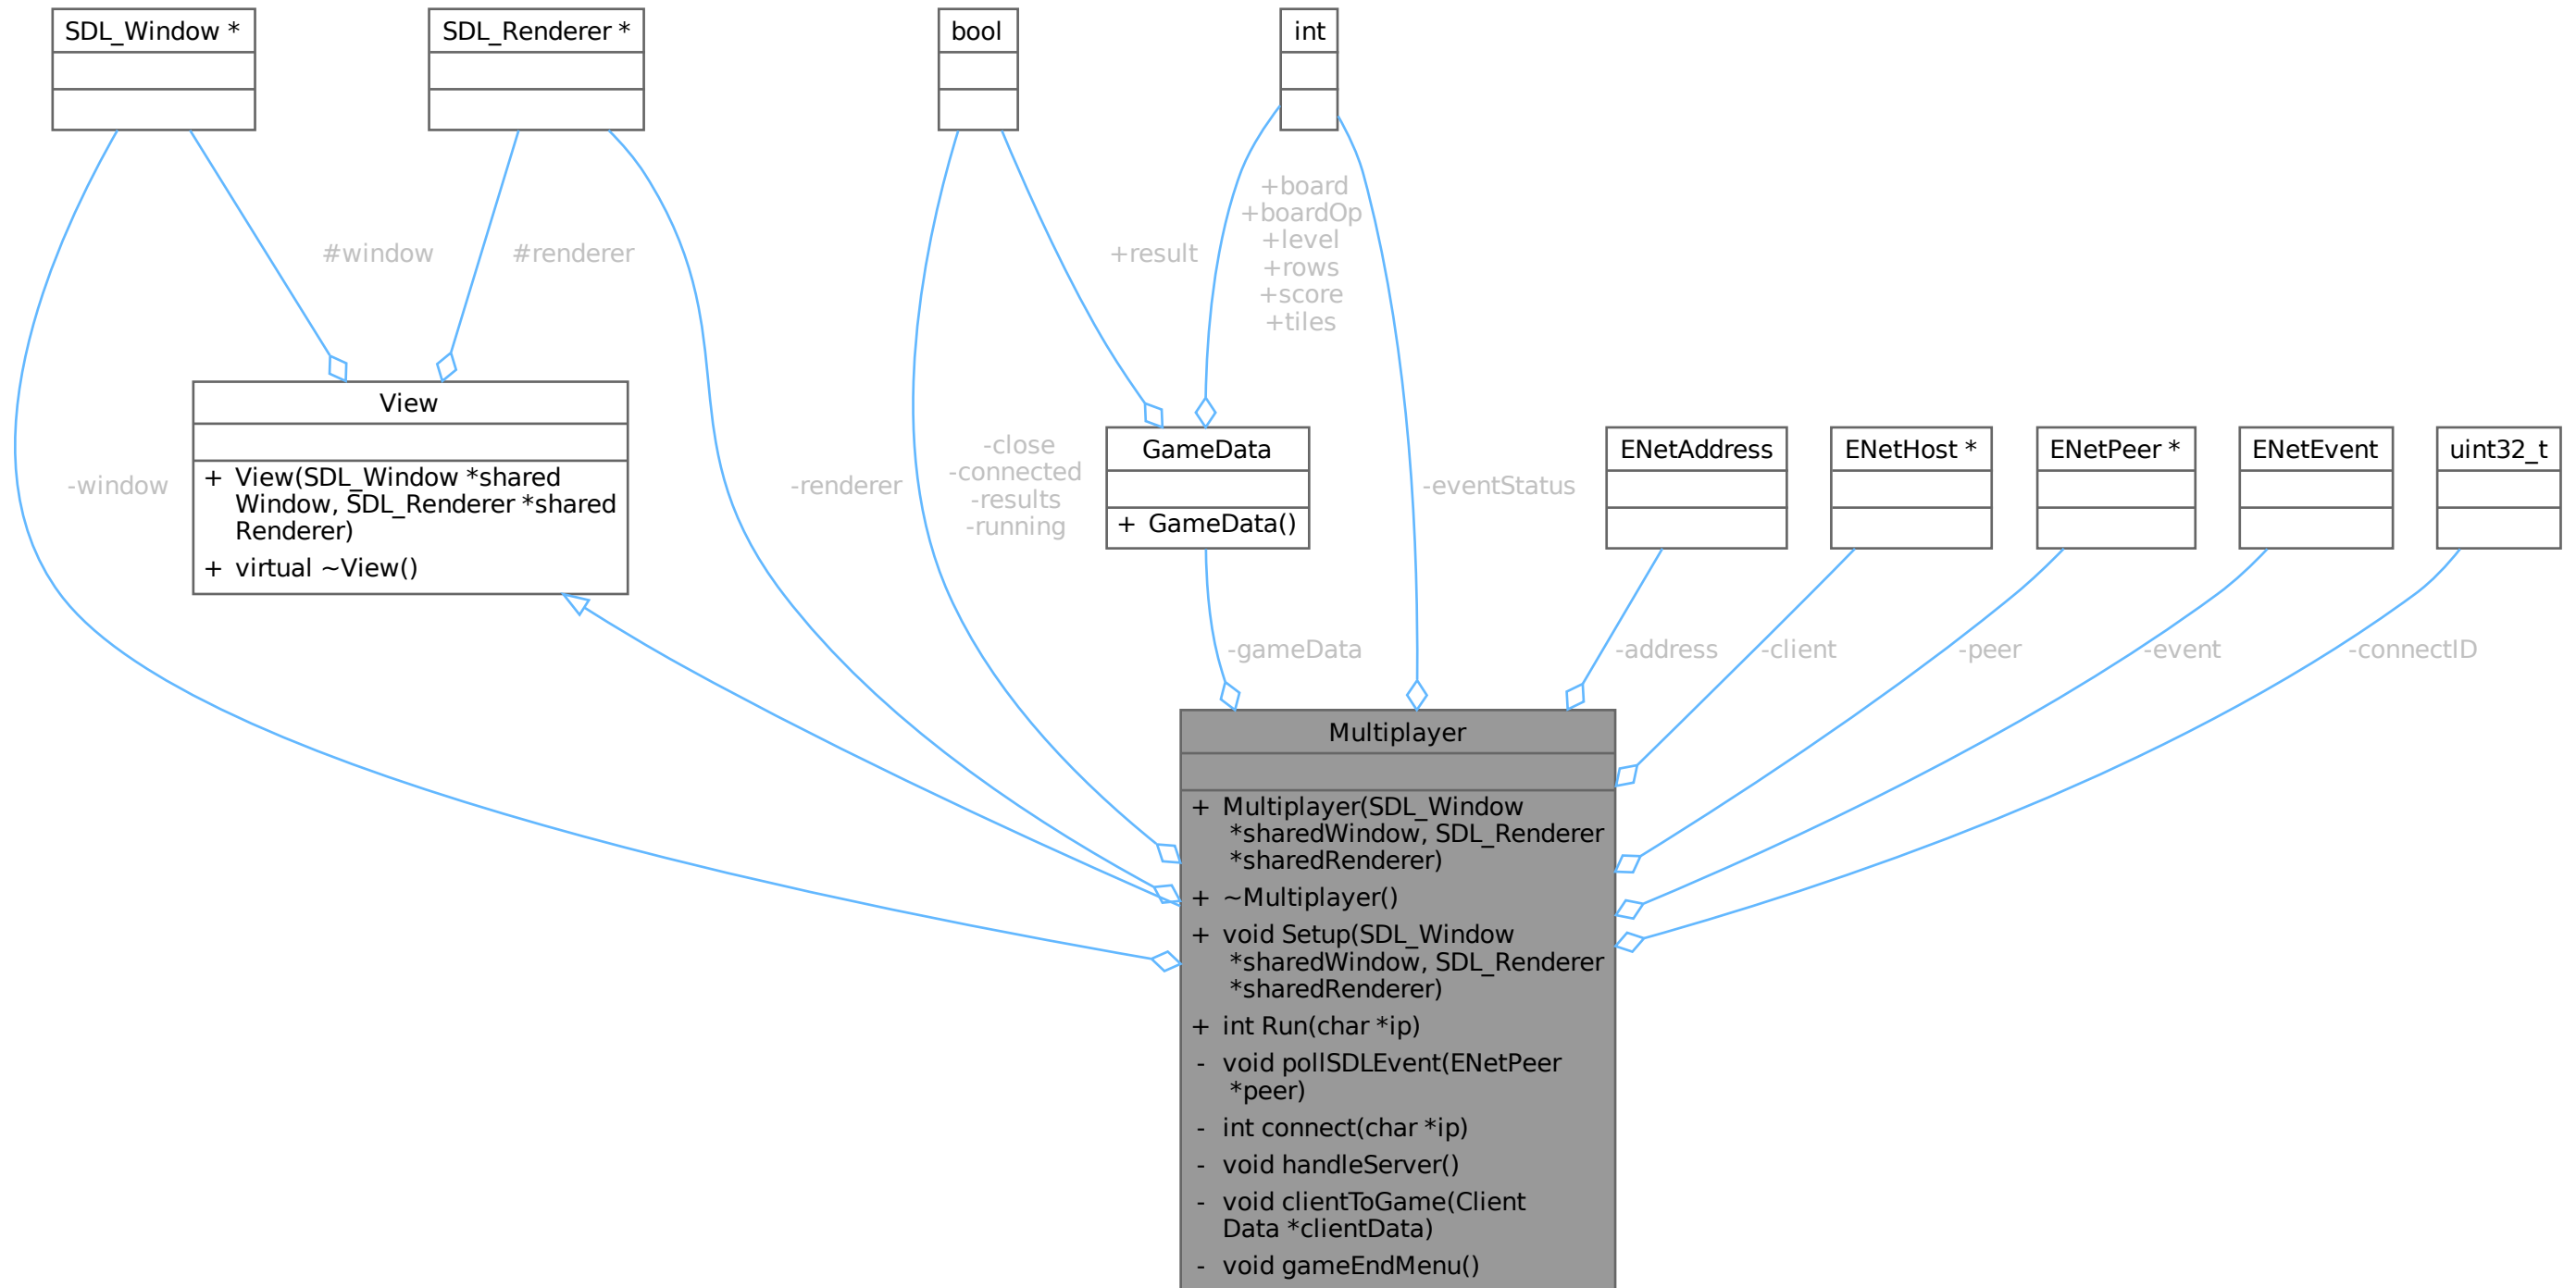 SDL_Window *
SDL_Renderer *
bool
int
+board
+boardOp
+level
+rows
+score
+tiles
#window
#renderer
+result
View
+ View(SDL_Window *shared
Window, SDL_Renderer *shared
Renderer)
+ virtual ~View()
-window
-renderer
-close
-connected
-results
-running
GameData
+ GameData()
-eventStatus
ENetAddress
ENetHost *
ENetPeer *
ENetEvent
uint32_t
-gameData
-address
-client
-peer
-event
-connectID
Multiplayer
+ Multiplayer(SDL_Window
*sharedWindow, SDL_Renderer
*sharedRenderer)
+ ~Multiplayer()
+ void Setup(SDL_Window
*sharedWindow, SDL_Renderer
*sharedRenderer)
+ int Run(char *ip)
- void pollSDLEvent(ENetPeer
*peer)
- int connect(char *ip)
- void handleServer()
- void clientToGame(Client
Data *clientData)
- void gameEndMenu()